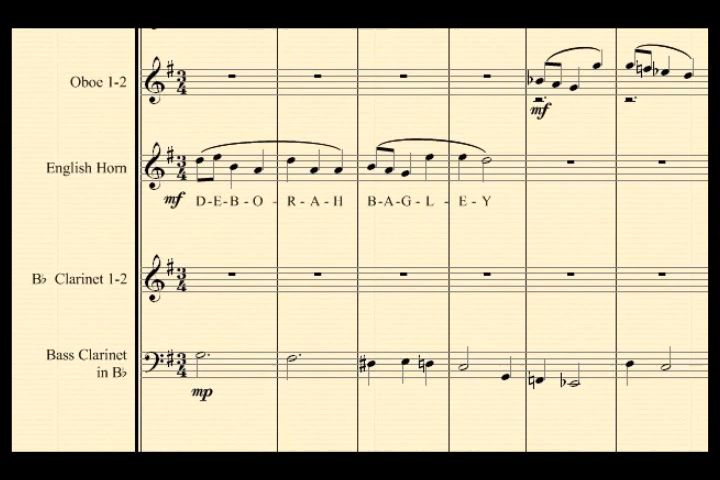 Oboe 1-2
mf
English Horn
mf D-E-B-O - R-A-H B-A-G-L - E-Y
B♭ Clarinet 1-2
Bass Clarinet
in B♭
mp